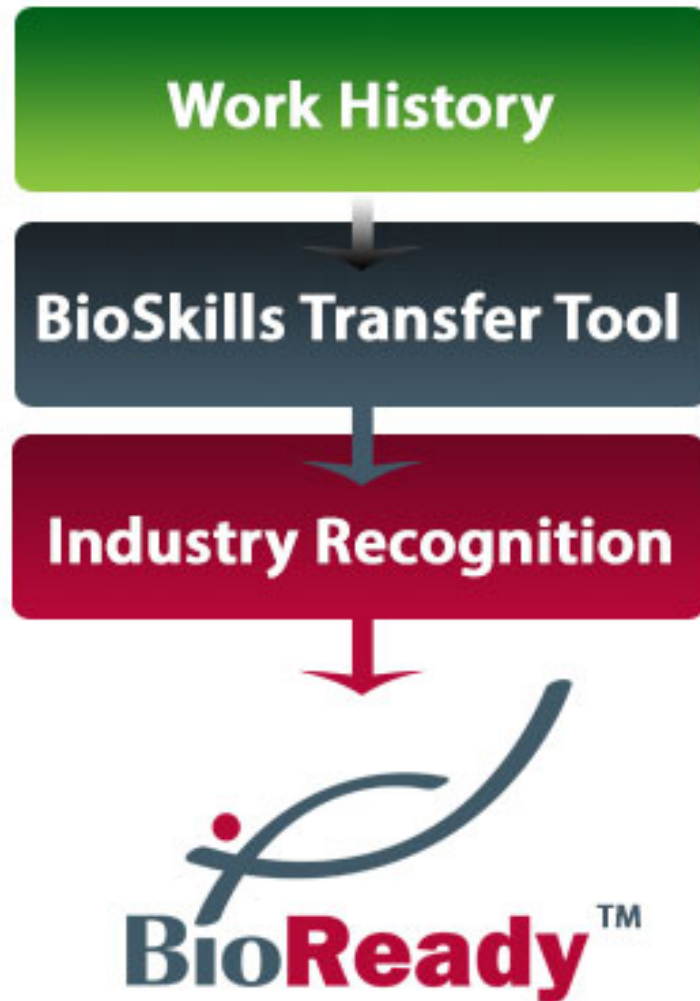 Work History
BioSkills Transfer Tool
Industry Recognition
BioReady™